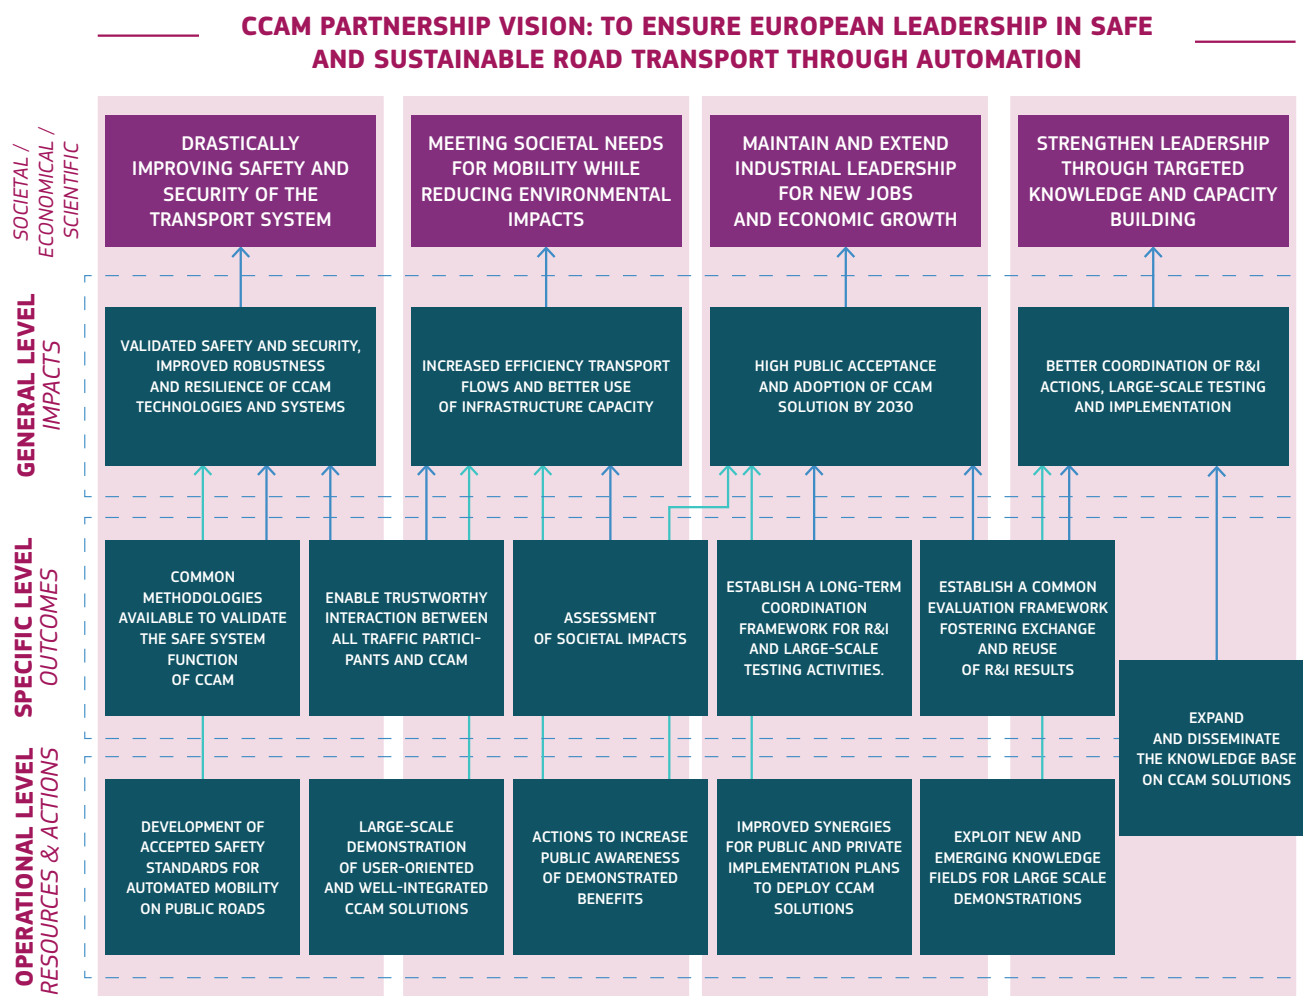 CCAM PARTNERSHIP VISION: TO ENSURE EUROPEAN LEADERSHIP IN SAFE
AND SUSTAINABLE ROAD TRANSPORT THROUGH AUTOMATION
SOCIETAL /
ECONOMICAL /
SCIENTIFIC
DRASTICALLY
IMPROVING SAFETY AND
SECURITY OF THE
TRANSPORT SYSTEM
MEETING SOCIETAL NEEDS
FOR MOBILITY WHILE
REDUCING ENVIRONMENTAL
IMPACTS
MAINTAIN AND EXTEND
INDUSTRIAL LEADERSHIP
FOR NEW JOBS
AND ECONOMIC GROWTH
STRENGTHEN LEADERSHIP
THROUGH TARGETED
KNOWLEDGE AND CAPACITY
BUILDING
GENERAL LEVEL
IMPACTS
VALIDATED SAFETY AND SECURITY,
IMPROVED ROBUSTNESS
AND RESILIENCE OF CCAM
TECHNOLOGIES AND SYSTEMS
INCREASED EFFICIENCY TRANSPORT
FLOWS AND BETTER USE
OF INFRASTRUCTURE CAPACITY
HIGH PUBLIC ACCEPTANCE
AND ADOPTION OF CCAM
SOLUTION BY 2030
BETTER COORDINATION OF R&I
ACTIONS, LARGE-SCALE TESTING
AND IMPLEMENTATION
SPECIFIC LEVEL
OUTCOMES
COMMON
METHODOLOGIES
AVAILABLE TO VALIDATE
THE SAFE SYSTEM
FUNCTION
OF CCAM
ENABLE TRUSTWORTHY
INTERACTION BETWEEN
ALL TRAFFIC PARTICI-
PANTS AND CCAM
ASSESSMENT
OF SOCIETAL IMPACTS
ESTABLISH A LONG-TERM
COORDINATION
FRAMEWORK FOR R&I
AND LARGE-SCALE
TESTING ACTIVITIES.
ESTABLISH A COMMON
EVALUATION FRAMEWORK
FOSTERING EXCHANGE
AND REUSE
OF R&I RESULTS
EXPAND
AND DISSEMINATE
THE KNOWLEDGE BASE
ON CCAM SOLUTIONS
OPERATIONAL LEVEL
RESOURCES & ACTIONS
DEVELOPMENT OF
ACCEPTED SAFETY
STANDARDS FOR
AUTOMATED MOBILITY
ON PUBLIC ROADS
LARGE-SCALE
DEMONSTRATION
OF USER-ORIENTED
AND WELL-INTEGRATED
CCAM SOLUTIONS
ACTIONS TO INCREASE
PUBLIC AWARENESS
OF DEMONSTRATED
BENEFITS
IMPROVED SYNERGIES
FOR PUBLIC AND PRIVATE
IMPLEMENTATION PLANS
TO DEPLOY CCAM
SOLUTIONS
EXPLOIT NEW AND
EMERGING KNOWLEDGE
FIELDS FOR LARGE SCALE
DEMONSTRATIONS